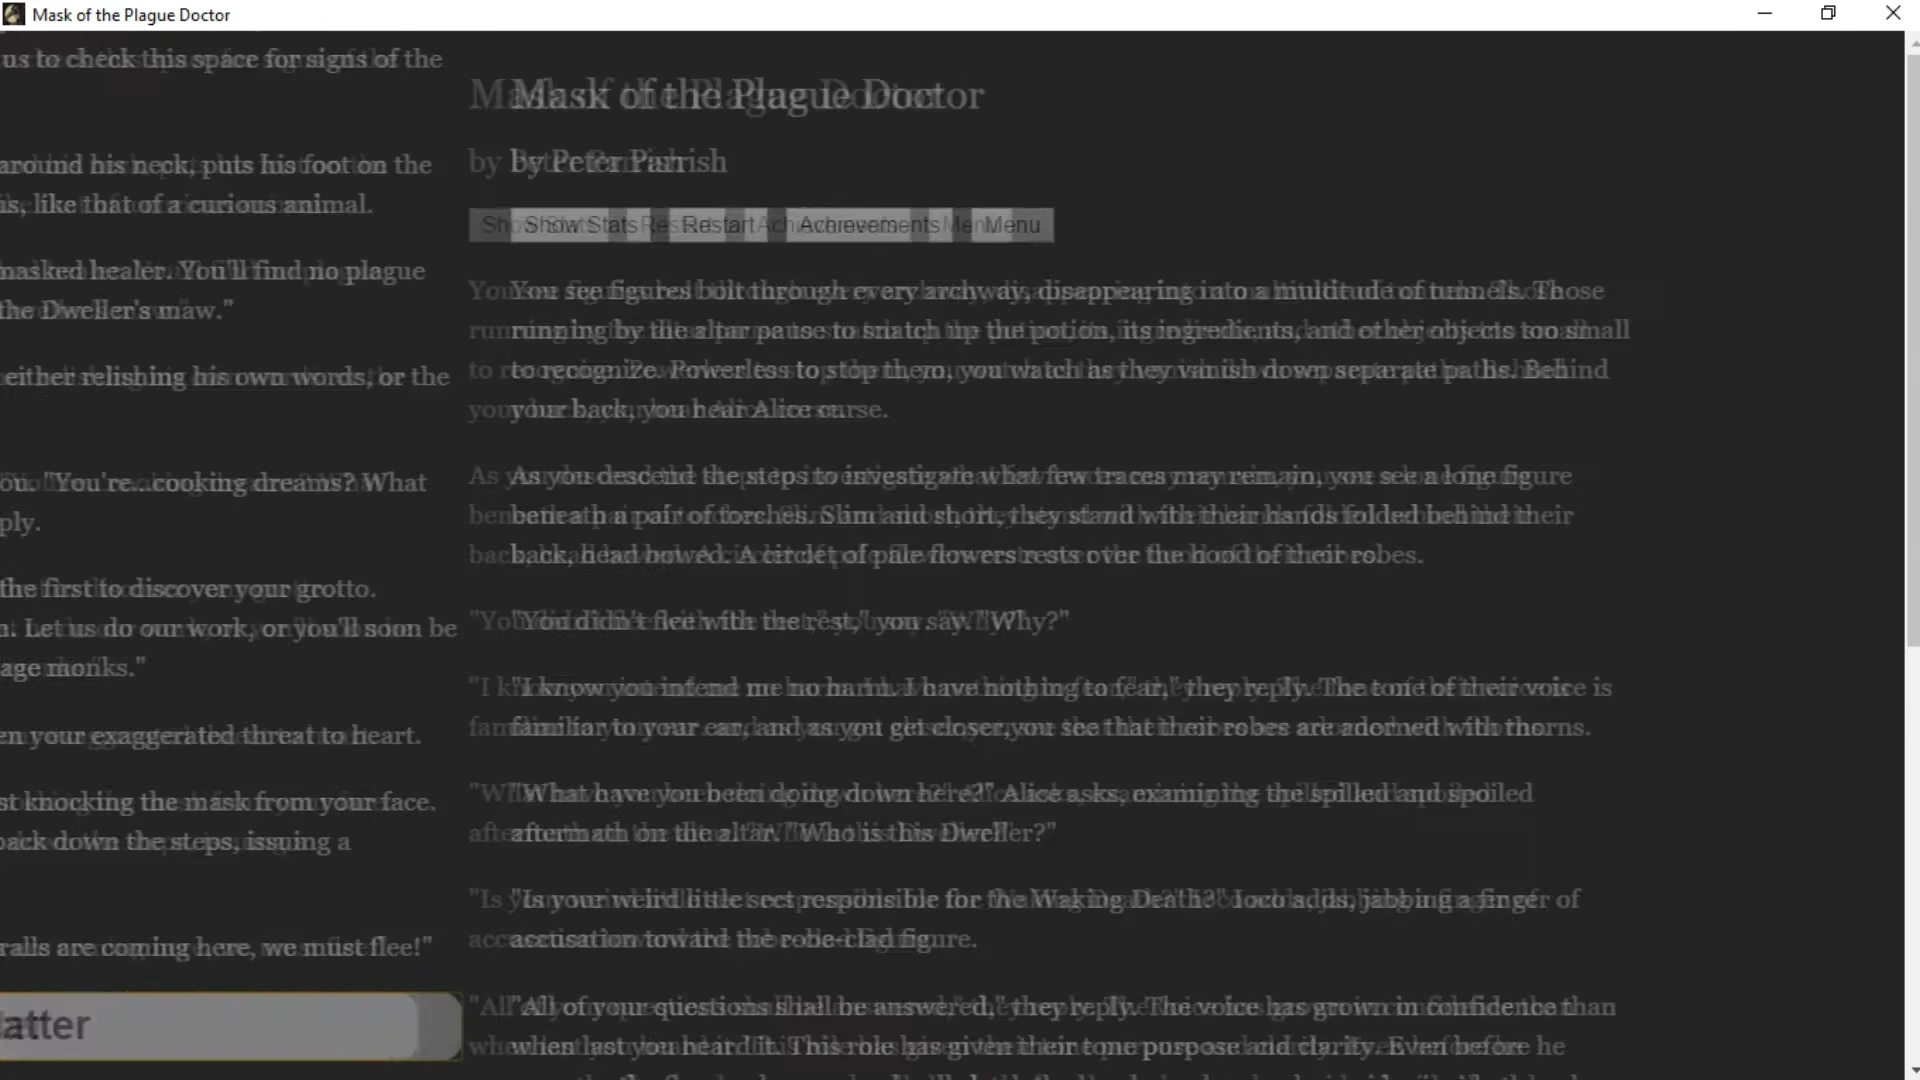 Mask of the Plague Doctor
us to check this space for signs of the
around his neck, puts his foot on the
is, like that of a curious animal.
masked healer. You'll find no plague
the Dweller's maw."
either relishing his own words, or the
ou. "You're...cooking dreams? What
ply.
the first to discover your grotto.
n. Let us do our work, or you'll soon be
age monks."
en your exaggerated threat to heart.
st knocking the mask from your face.
back down the steps, issuing a
ralls are coming here, we must flee!"
atter
Mask of the Plague Doctor
by Peter Parrish
Show Stats Restart Achievements Menu
You see figures bolt through every archway, disappearing into a multitude of tunnels. Those
running by the altar pause to snatch up the potion, its ingredients, and other objects too small
to recognize. Powerless to stop them, you watch as they vanish down separate paths. Behind
your back, you hear Alice curse.
As you descend the steps to investigate what few traces may remain, you see a lone figure
beneath a pair of torches. Slim and short, they stand with their hands folded behind their
back, head bowed. A circlet of pale flowers rests over the hood of their robes.
"You didn't flee with the rest," you say. "Why?"
"I know you intend me no harm. I have nothing to fear," they reply. The tone of their voice is
familiar to your ear, and as you get closer, you see that their robes are adorned with thorns.
"What have you been doing down here?" Alice asks, examining the spilled and spoiled
aftermath on the altar. "Who is this Dweller?"
"Is your weird little sect responsible for the Waking Death?" Jocola adds, jabbing a finger of
accusation toward the robe-clad figure.
"All of your questions shall be answered," they reply. The voice has grown in confidence than
when last you heard it. This role has given their tone purpose and clarity. Even before he